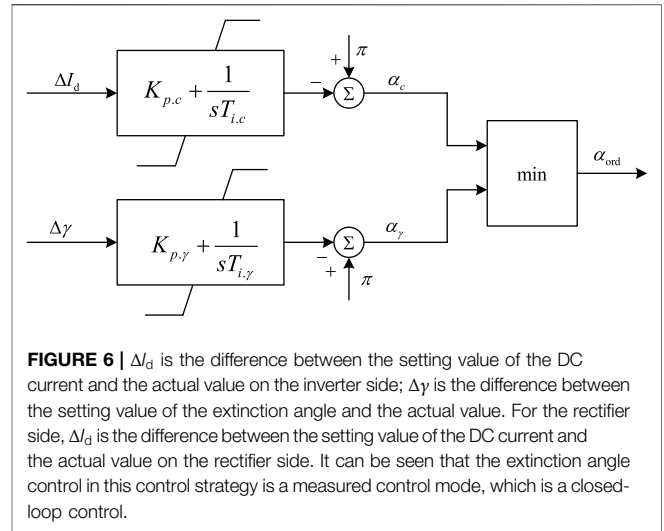 ΔI_d
K_{p.c} + 1/(sT_{i.c})
−
+
π
Σ
α_c
min
α_ord
Δγ
K_{p.γ} + 1/(sT_{i.γ})
−
+
π
Σ
α_γ
FIGURE 6 | ΔI_d is the difference between the setting value of the DC
current and the actual value on the inverter side; Δγ is the difference between
the setting value of the extinction angle and the actual value. For the rectifier
side, ΔI_d is the difference between the setting value of the DC current and
the actual value on the rectifier side. It can be seen that the extinction angle
control in this control strategy is a measured control mode, which is a closed-
loop control.